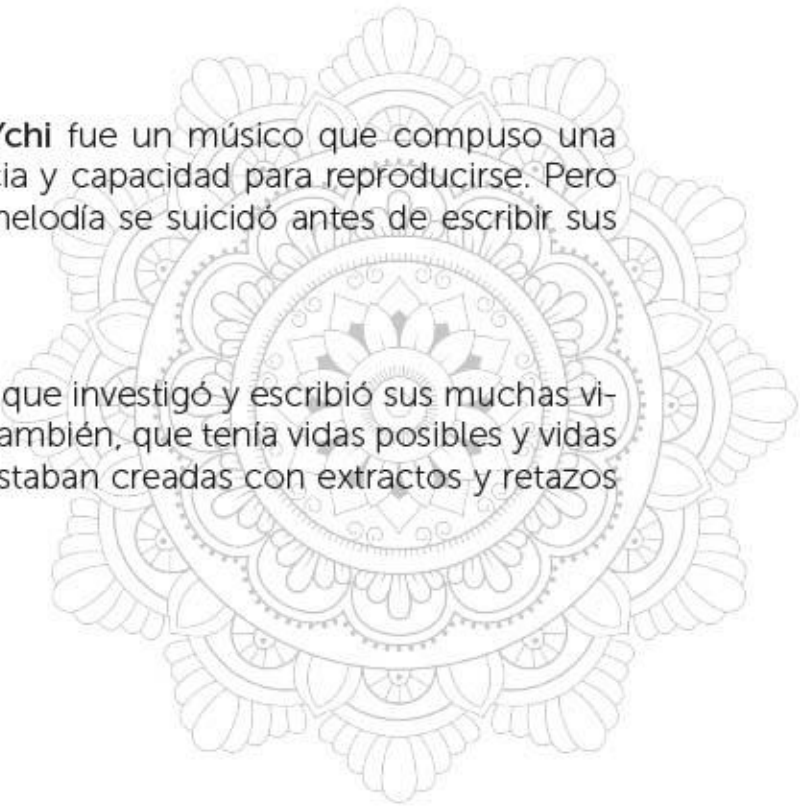 Ychi fue un músico que compuso una
cia y capacidad para reproducirse. Pero
melodía se suicidó antes de escribir sus
que investigó y escribió sus muchas vi-
también, que tenía vidas posibles y vidas
staban creadas con extractos y retazos